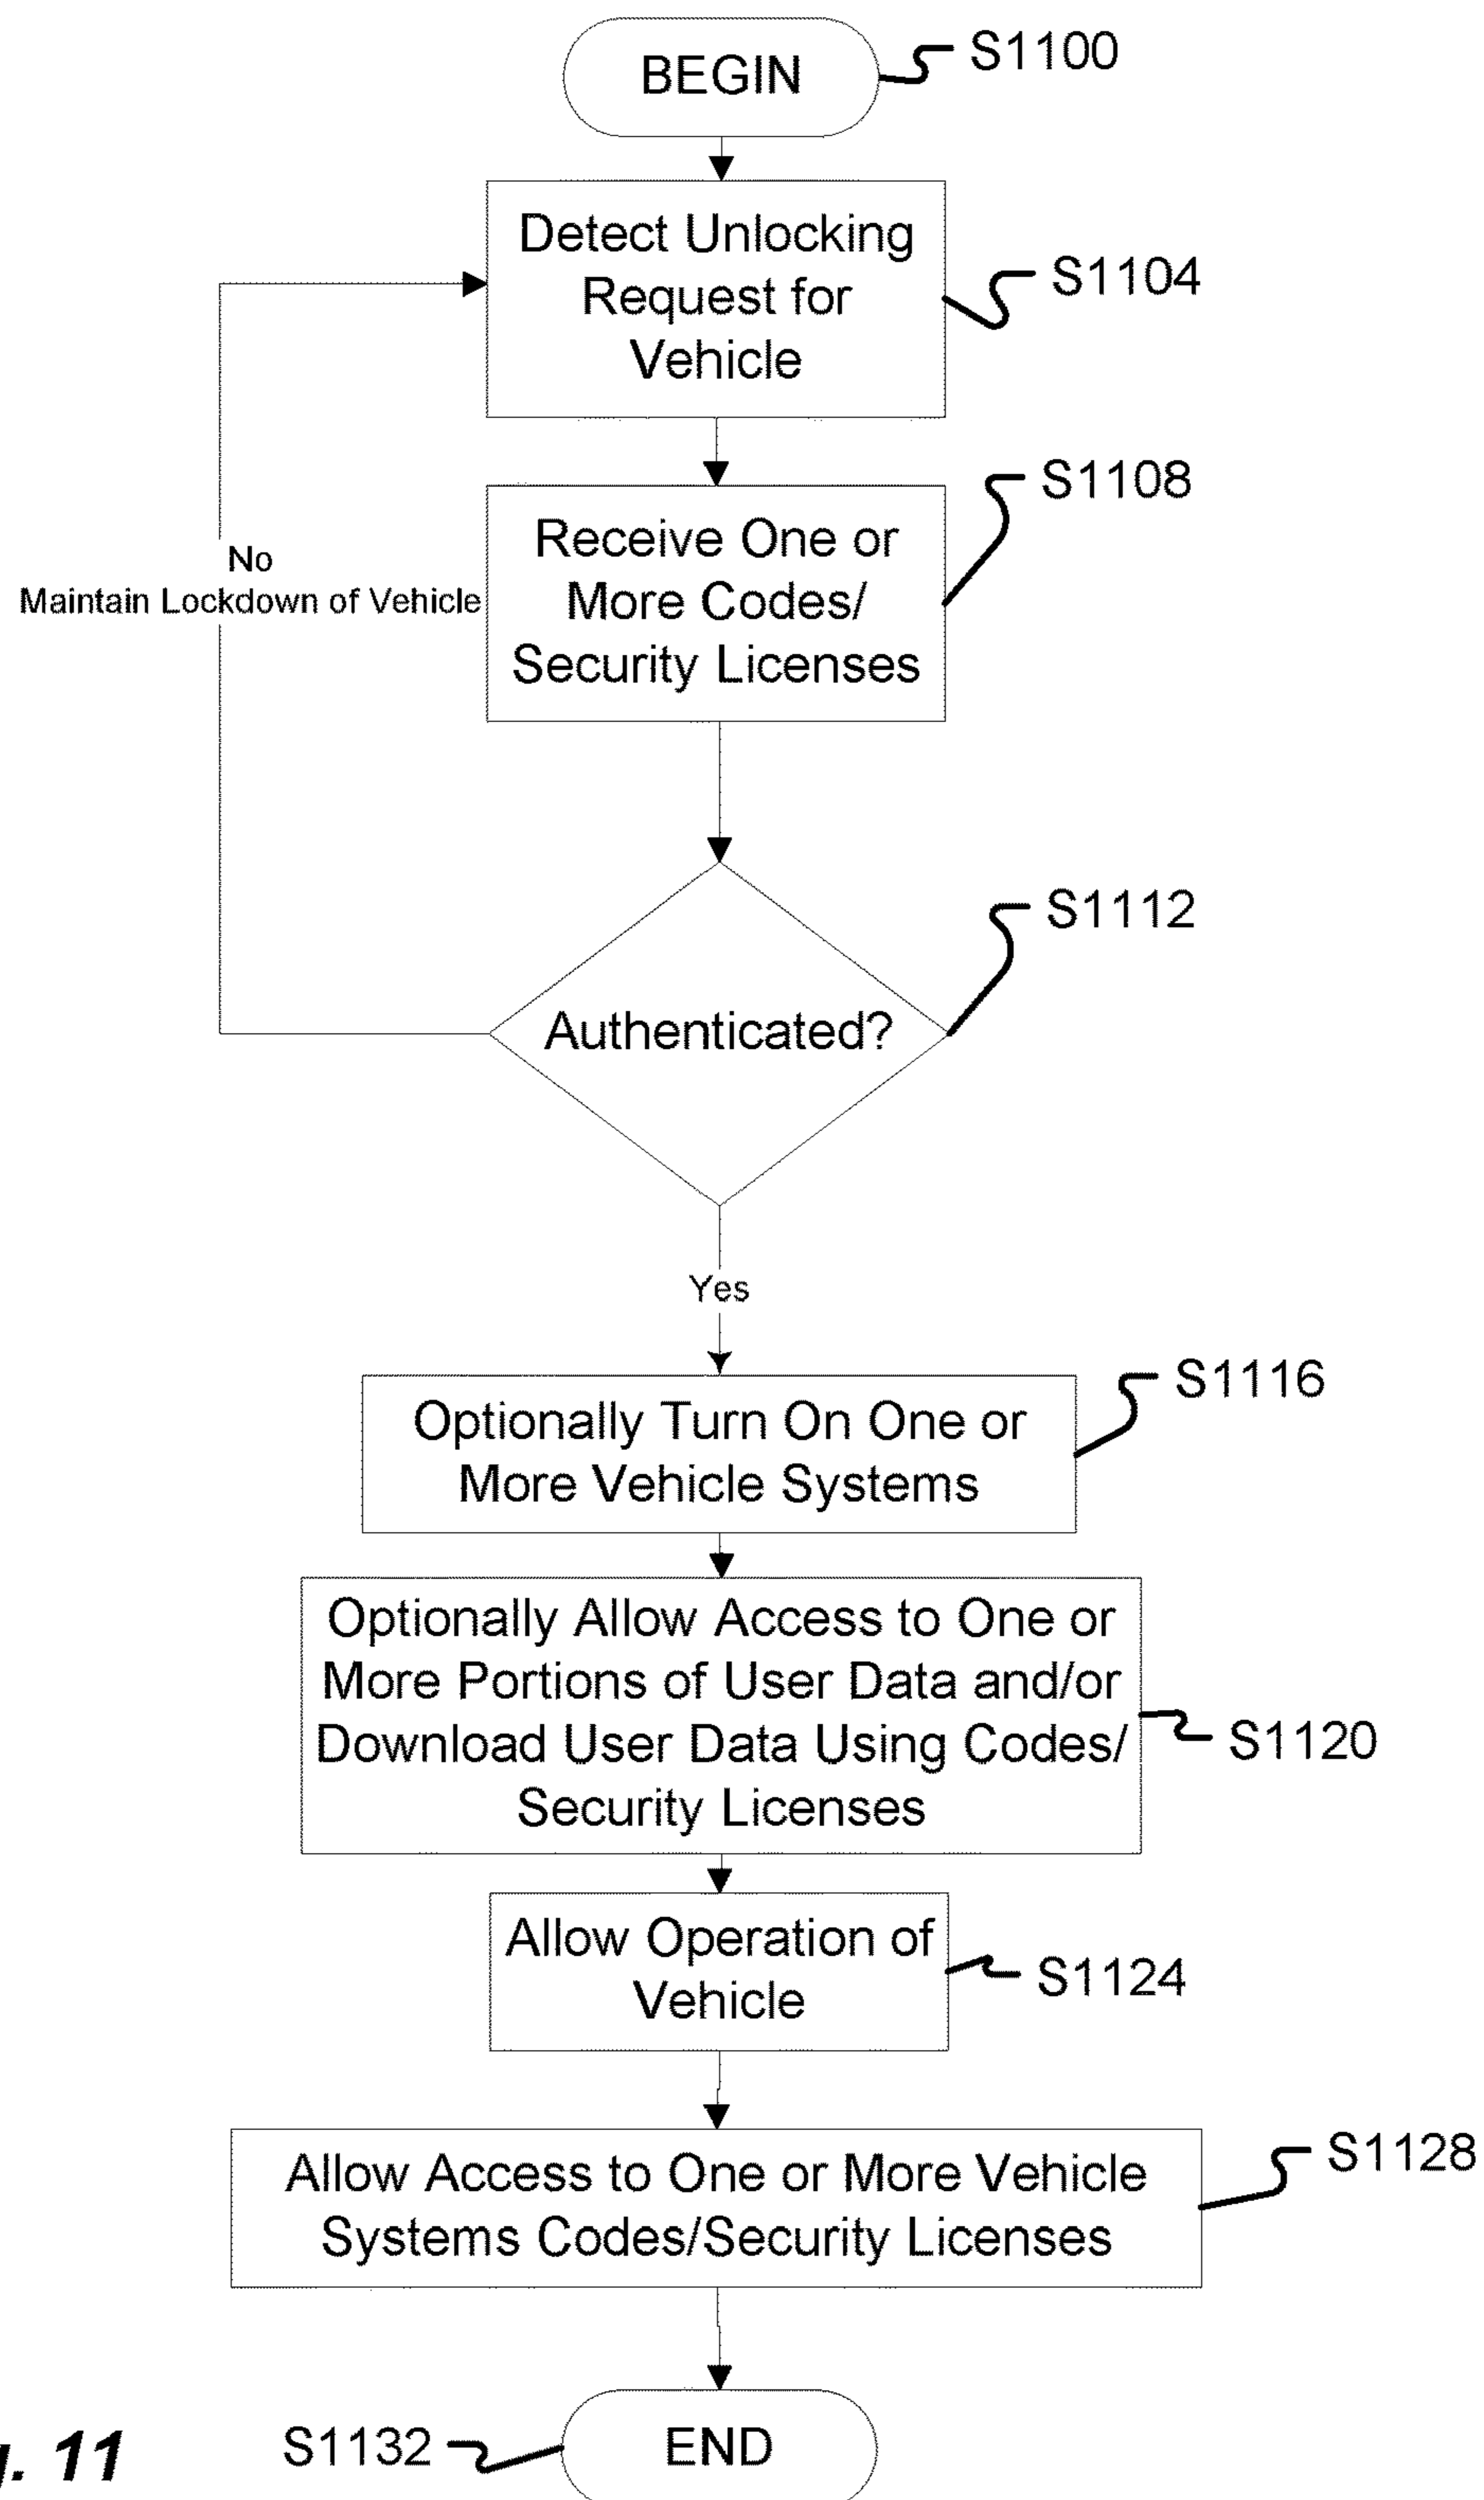 BEGIN
S1100
Detect Unlocking
Request for
Vehicle
S1104
Receive One or
More Codes/
Security Licenses
S1108
No
Maintain Lockdown of Vehicle
Authenticated?
S1112
Yes
Optionally Turn On One or
More Vehicle Systems
S1116
Optionally Allow Access to One or
More Portions of User Data and/or
Download User Data Using Codes/
Security Licenses
S1120
Allow Operation of
Vehicle
S1124
Allow Access to One or More Vehicle
Systems Codes/Security Licenses
S1128
END
S1132
11